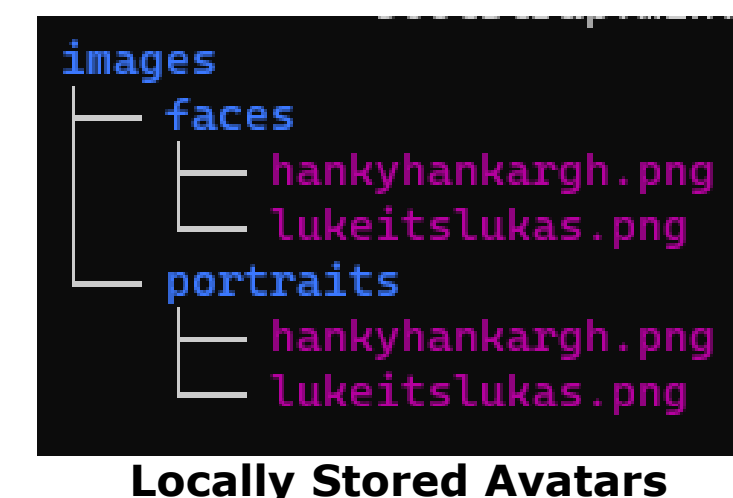 images
faces
hankyhankargh.png
lukeitslukas.png
portraits
hankyhankargh.png
lukeitslukas.png
Locally Stored Avatars